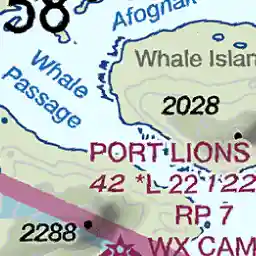 58
Afognak
Whale Islan
Whale
Passage
2028
PORT LIONS
42 *L 22 122
RP 7
2288
WX CAM